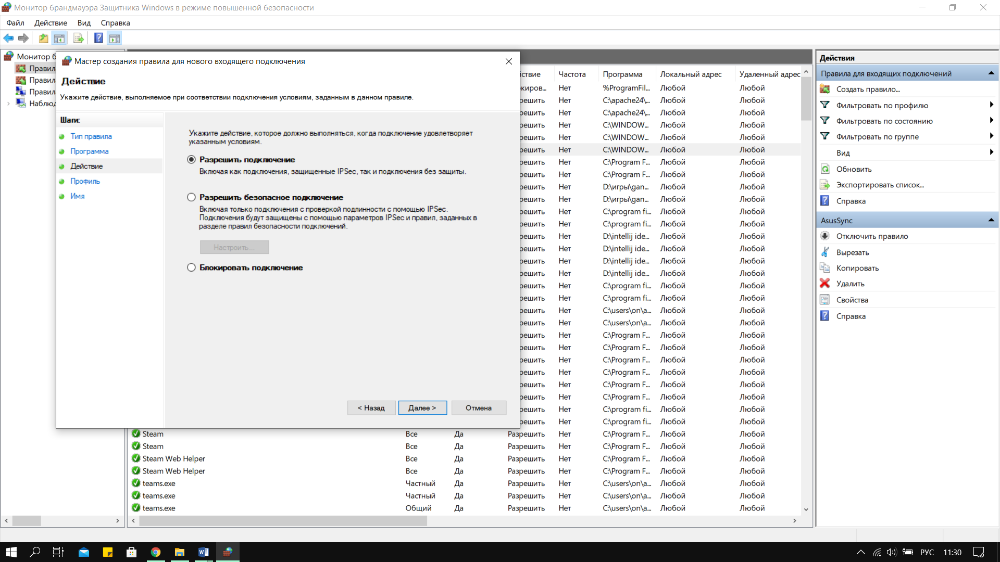 Монитор брандмауэра Защитника Windows в режиме повышенной безопасности
Файл Действие Вид Справка
Монитор б
Правила
Правил
Правил
Наблюд
Мастер создания правила для нового входящего подключения
Действие
Укажите действие, выполняемое при соответствии подключения условиям, заданным в данном правиле.
Шаги:
Тип правила
Программа
Действие
Профиль
Имя
Укажите действие, которое должно выполняться, когда подключение удовлетворяет
указанным условиям.
Разрешить подключение
Включая как подключения, защищенные IPSec, так и подключения без защиты.
Разрешить безопасное подключение
Включая только подключения с проверкой подлинности с помощью IPSec.
Подключения будут защищены с помощью параметров IPSec и правил, заданных в
разделе правил безопасности подключений.
Настроить...
Блокировать подключение
< Назад Далее > Отмена
йствие Частота Программа Локальный адрес Удаленный адрес
окиров... Нет %ProgramFil... Любой Любой
решить Нет C:\apache24\... Любой Любой
решить Нет C:\apache24\... Любой Любой
решить Нет C:\WINDOW... Любой Любой
решить Нет C:\WINDOW... Любой Любой
решить Нет C:\WINDOW... Любой Любой
решить Нет C:\Program F... Любой Любой
решить Нет C:\Program F... Любой Любой
решить Нет D:\игры\gan... Любой Любой
решить Нет D:\игры\gan... Любой Любой
решить Нет C:\program fi... Любой Любой
решить Нет C:\program fi... Любой Любой
решить Нет D:\intellij ide... Любой Любой
решить Нет D:\intellij ide... Любой Любой
решить Нет D:\intellij ide... Любой Любой
решить Нет D:\intellij ide... Любой Любой
решить Нет C:\program fi... Любой Любой
решить Нет C:\program fi... Любой Любой
решить Нет C:\users\on\a... Любой Любой
решить Нет C:\users\on\a... Любой Любой
решить Нет C:\Program F... Любой Любой
решить Нет C:\Program F... Любой Любой
решить Нет C:\Program F... Любой Любой
решить Нет C:\Program F... Любой Любой
решить Нет C:\Program F... Любой Любой
решить Нет C:\Program F... Любой Любой
решить Нет C:\program fi... Любой Любой
решить Нет C:\program fi... Любой Любой
Steam Все Да Разрешить Нет C:\Program F... Любой Любой
Steam Все Да Разрешить Нет C:\Program F... Любой Любой
Steam Web Helper Все Да Разрешить Нет C:\Program F... Любой Любой
Steam Web Helper Все Да Разрешить Нет C:\Program F... Любой Любой
teams.exe Частный Да Разрешить Нет C:\users\on\a... Любой Любой
teams.exe Частный Да Разрешить Нет C:\users\on\a... Любой Любой
teams.exe Общий Да Разрешить Нет C:\users\on\a... Любой Любой
Действия
Правила для входящих подключений
Создать правило...
Фильтровать по профилю
Фильтровать по состоянию
Фильтровать по группе
Вид
Обновить
Экспортировать список...
Справка
AsusSync
Отключить правило
Вырезать
Копировать
Удалить
Свойства
Справка
РУС 11:30